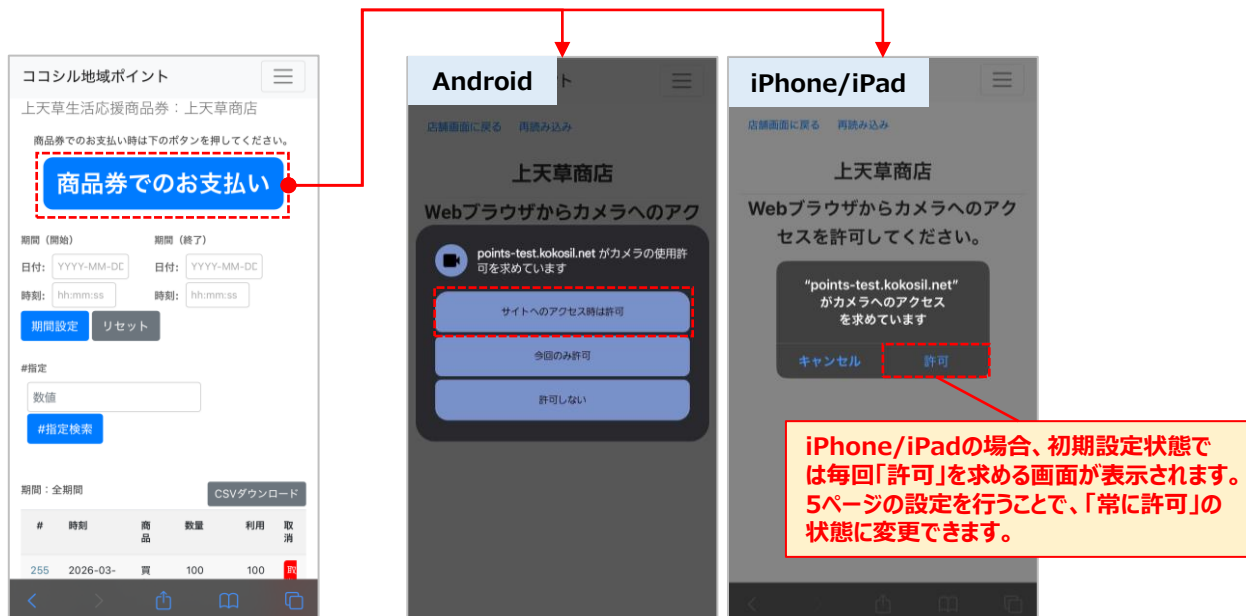 ココシル地域ポイント
上天草生活応援商品券：上天草商店
商品券でのお支払い時は下のボタンを押してください。
商品券でのお支払い
期間（開始）
期間（終了）
日付: YYYY-MM-DD
日付: YYYY-MM-DD
時刻: hh:mm:ss
時刻: hh:mm:ss
期間設定 リセット
#指定
数値
#指定検索
期間：全期間
CSVダウンロード
# 時刻 商品 数量 利用 取消
255 2026-03- 買 100 100 取
Android
ト
店舗画面に戻る 再読み込み
上天草商店
Webブラウザからカメラへのアク
points-test.kokosil.net がカメラの使用許
可を求めています
サイトへのアクセス時は許可
今回のみ許可
許可しない
iPhone/iPad
店舗画面に戻る 再読み込み
上天草商店
Webブラウザからカメラへのアク
セスを許可してください。
"points-test.kokosil.net"
がカメラへのアクセス
を求めています
キャンセル 許可
iPhone/iPadの場合、初期設定状態で
は毎回「許可」を求める画面が表示されます。
5ページの設定を行うことで、「常に許可」の
状態に変更できます。